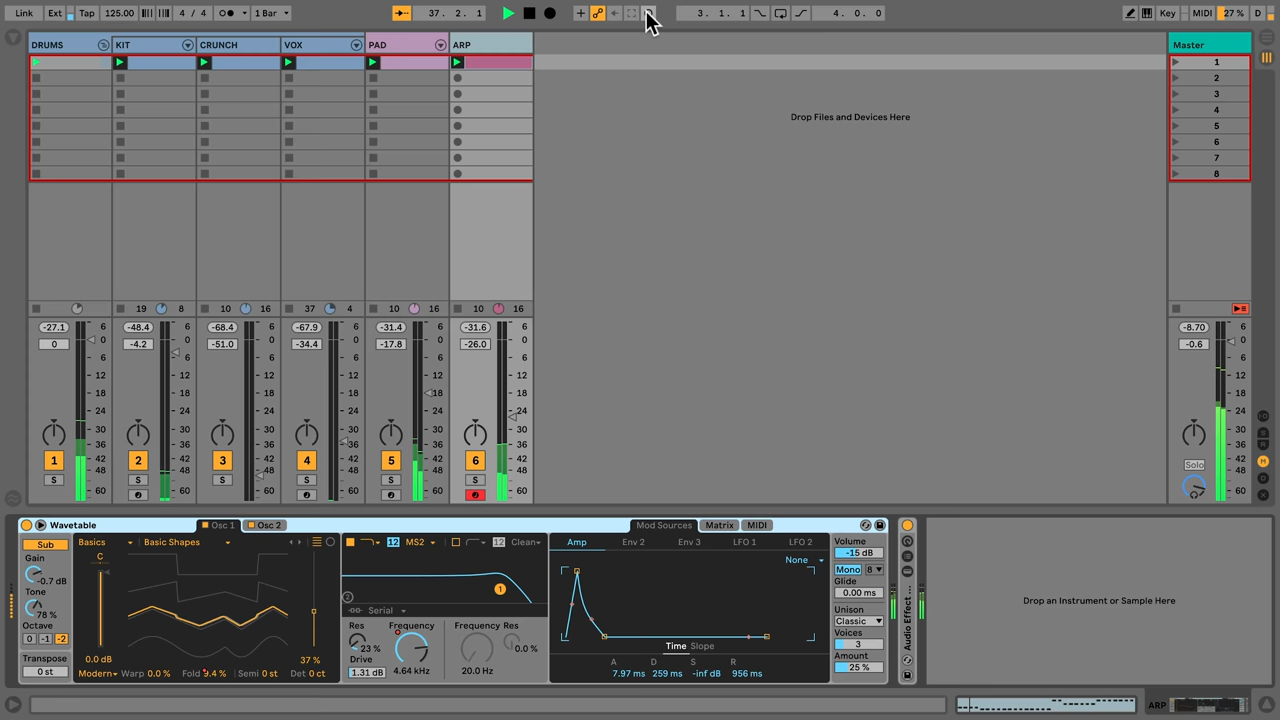 Link Ext Tap 125.00 4 / 4 1 Bar 37. 2. 1 3. 1. 1 4. 0. 0 Key MIDI 27 % D
DRUMS KIT CRUNCH VOX PAD ARP Master
1
2
3
4
5
6
7
8
Drop Files and Devices Here
19 8 10 16 37 4 10 16 10 16
-27.1 -48.4 -68.4 -67.9 -31.4 -31.6 -8.70
0 -4.2 -51.0 -34.4 -17.8 -26.0 -0.6
6 6 6 6 6 6 6
0 0 0 0 0 0 0
6 6 6 6 6 6 6
12 12 12 12 12 12 12
18 18 18 18 18 18 18
24 24 24 24 24 24 24
30 30 30 30 30 30 30
36 36 36 36 36 36 36
42 42 42 42 42 42 42
48 48 48 48 48 48 48
60 60 60 60 60 60 60
1 2 3 4 5 6 Solo
S S S S S S
Wavetable Osc 1 Osc 2 Mod Sources Matrix MIDI
Sub Basics Basic Shapes 12 MS2 12 Clean Amp Env 2 Env 3 LFO 1 LFO 2 Volume
-15 dB
Gain C None Mono 8
-0.7 dB Glide
Tone 0.00 ms
78 % 1 2 Unison
Octave Serial Classic
0 -1 -2 Res Frequency Frequency Res Time Slope Voices
Transpose 0.0 dB 37 % 23 % 0.0 % 3
0 st Drive A D S R Amount
Modern Warp 0.0 % Fold 9.4 % Semi 0 st Det 0 ct 1.31 dB 4.64 kHz 20.0 Hz 7.97 ms 259 ms -inf dB 956 ms 25 %
Audio Effect ...
Drop an Instrument or Sample Here
ARP